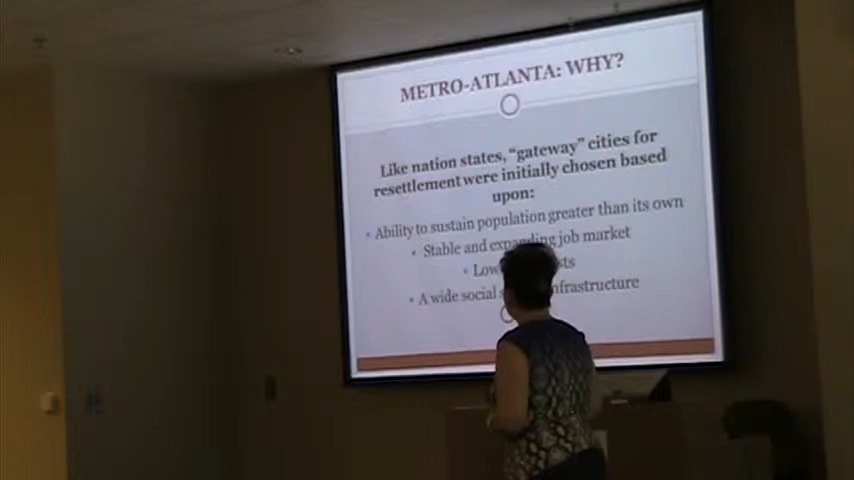 METRO-ATLANTA: WHY?
Like nation states, “gateway” cities for
resettlement were initially chosen based
upon:
• Ability to sustain population greater than its own
• Stable and expanding job market
• Low
• A wide social infrastructure